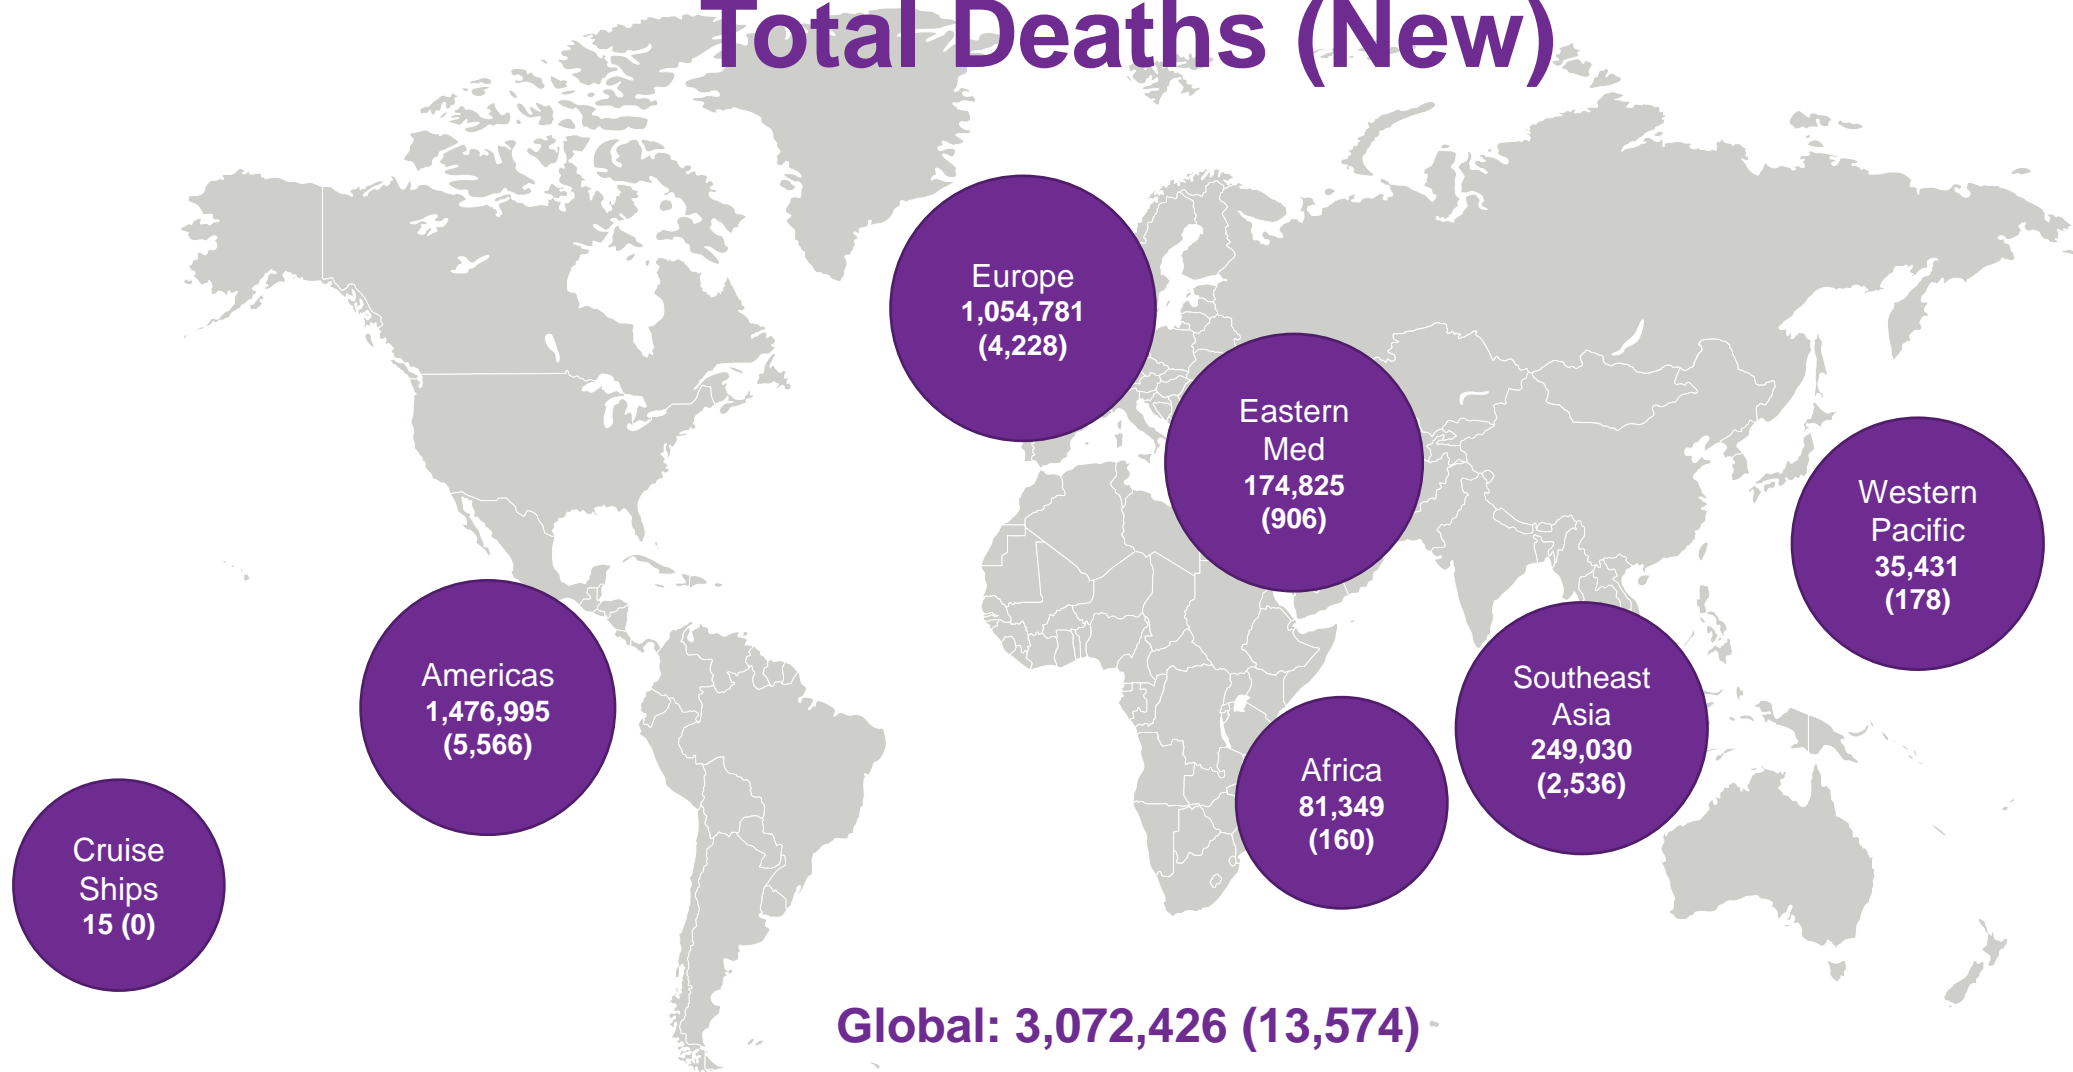 Total Deaths (New)
Europe
1,054,781
(4,228)
Eastern
Med
174,825
(906)
Western
Pacific
35,431
(178)
Americas
1,476,995
(5,566)
Southeast
Asia
249,030
(2,536)
Africa
81,349
(160)
Cruise
Ships
15 (0)
Global: 3,072,426 (13,574)